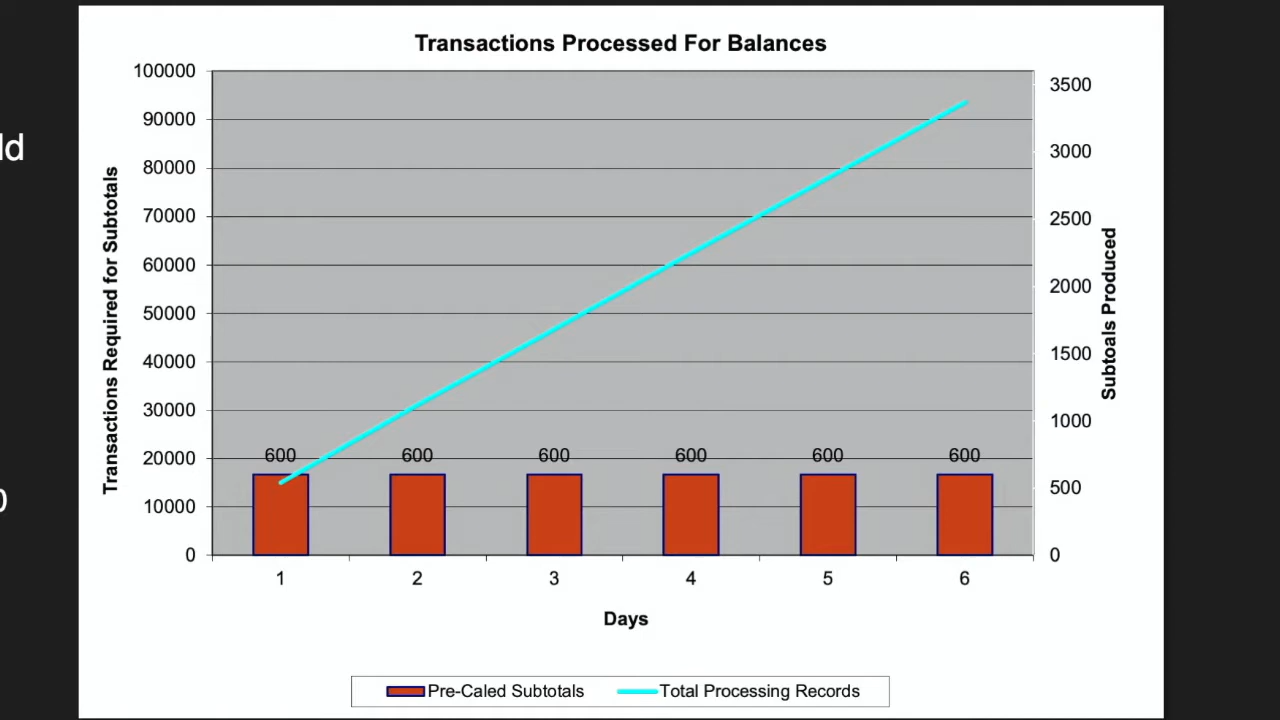 Transactions Processed For Balances
100000
90000
80000
70000
60000
50000
40000
30000
20000
10000
0
Transactions Required for Subtotals
3500
3000
2500
2000
1500
1000
500
0
Subtoals Produced
600 600 600 600 600 600
1 2 3 4 5 6
Days
Pre-Caled Subtotals Total Processing Records
ld